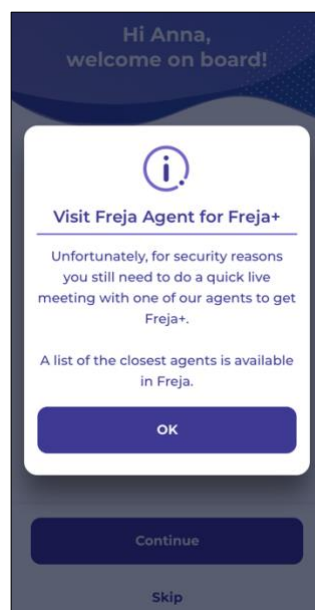 Hi Anna,
welcome on board!
Visit Freja Agent for Freja+
Unfortunately, for security reasons
you still need to do a quick live
meeting with one of our agents to get
Freja+.
A list of the closest agents is available
in Freja.
OK
Continue
Skip